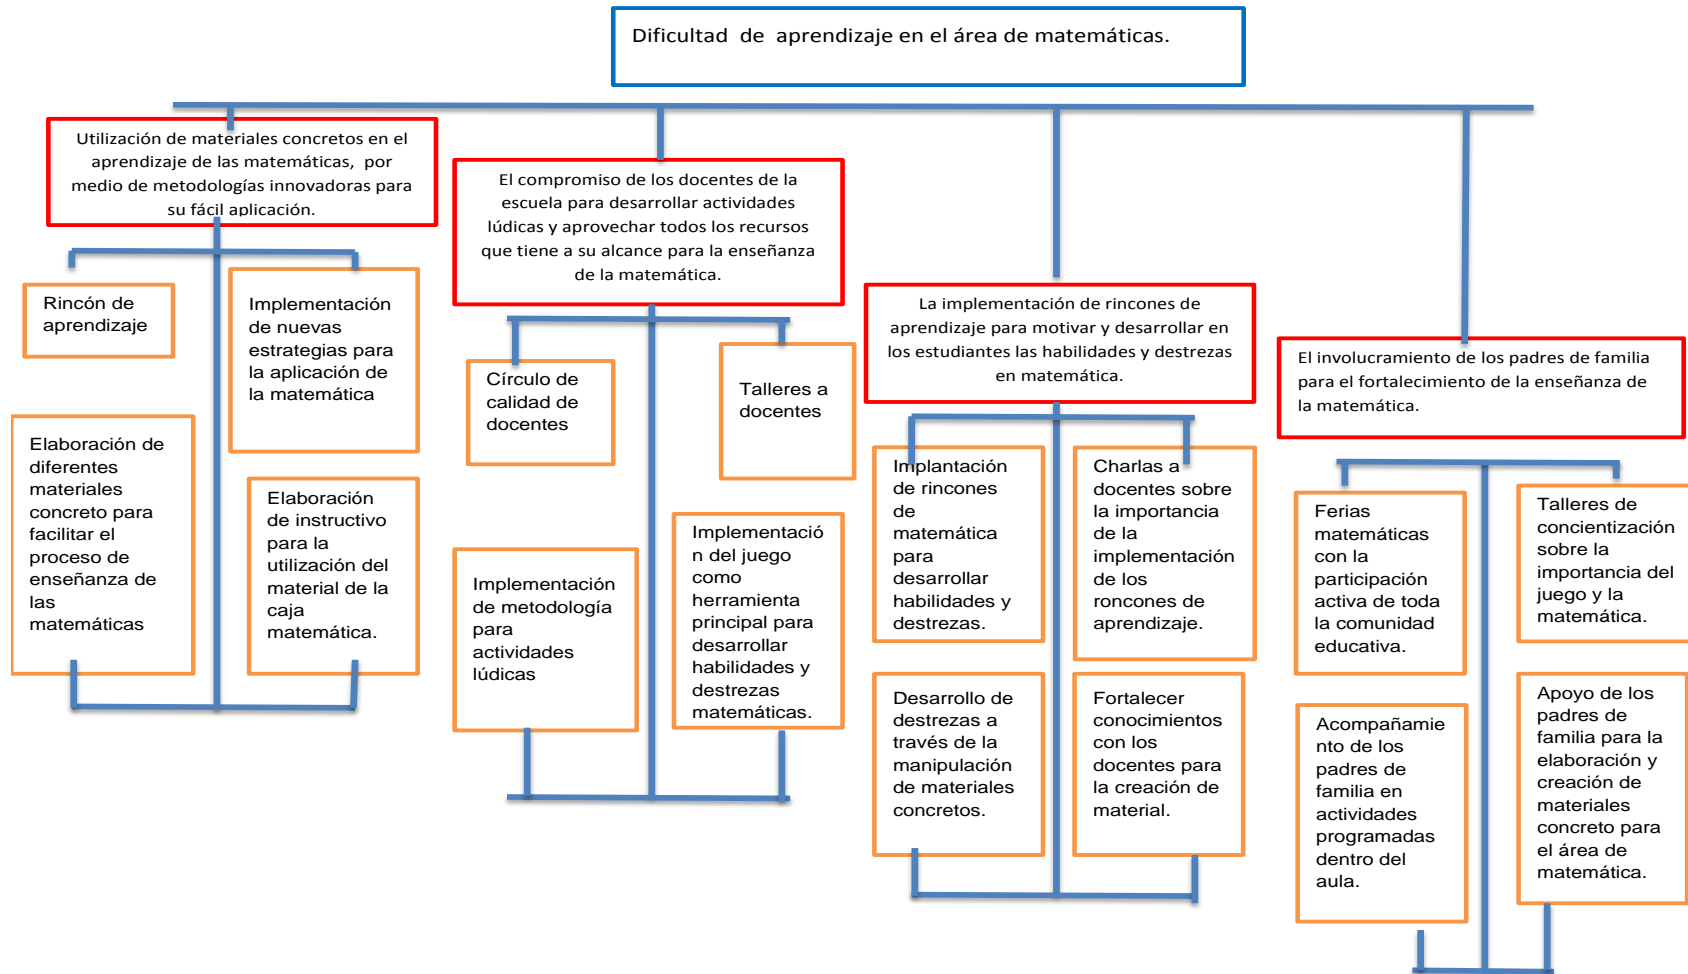 Dificultad de aprendizaje en el área de matemáticas.
Utilización de materiales concretos en el
aprendizaje de las matemáticas, por
medio de metodologías innovadoras para
su fácil aplicación.
Rincón de
aprendizaje
Implementación
de nuevas
estrategias para
la aplicación de
la matemática
Elaboración de
diferentes
materiales
concreto para
facilitar el
proceso de
enseñanza de
las
matemáticas
Elaboración
de instructivo
para la
utilización del
material de la
caja
matemática.
El compromiso de los docentes de la
escuela para desarrollar actividades
lúdicas y aprovechar todos los recursos
que tiene a su alcance para la enseñanza
de la matemática.
Círculo de
calidad de
docentes
Talleres a
docentes
Implementación
de metodología
para
actividades
lúdicas
Implementació
n del juego
como
herramienta
principal para
desarrollar
habilidades y
destrezas
matemáticas.
La implementación de rincones de
aprendizaje para motivar y desarrollar en
los estudiantes las habilidades y destrezas
en matemática.
Implantación
de rincones
de
matemática
para
desarrollar
habilidades y
destrezas.
Charlas a
docentes sobre
la importancia
de la
implementación
de los
roncones de
aprendizaje.
Desarrollo de
destrezas a
través de la
manipulación
de materiales
concretos.
Fortalecer
conocimientos
con los
docentes para
la creación de
material.
El involucramiento de los padres de familia
para el fortalecimiento de la enseñanza de
la matemática.
Ferias
matemáticas
con la
participación
activa de toda
la comunidad
educativa.
Talleres de
concientización
sobre la
importancia del
juego y la
matemática.
Acompañamie
nto de los
padres de
familia en
actividades
programadas
dentro del
aula.
Apoyo de los
padres de
familia para la
elaboración y
creación de
materiales
concreto para
el área de
matemática.